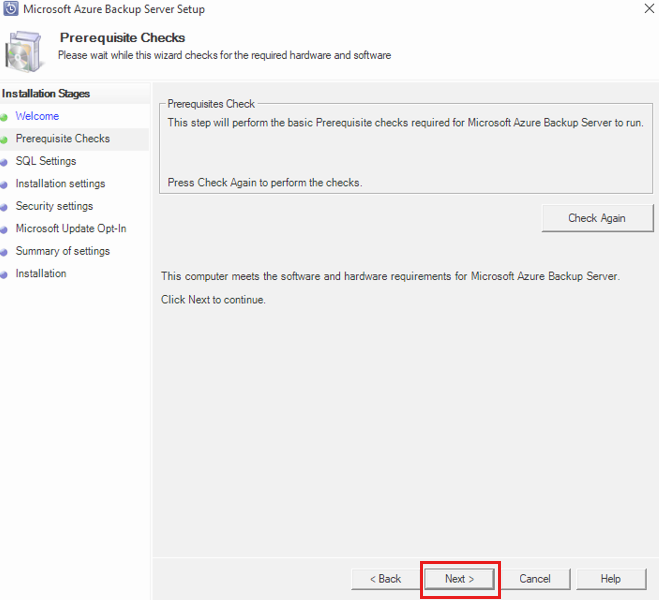 Microsoft Azure Backup Server Setup
Prerequisite Checks
Please wait while this wizard checks for the required hardware and software
Installation Stages
Welcome
Prerequisite Checks
SQL Settings
Installation settings
Security settings
Microsoft Update Opt-In
Summary of settings
Installation
Prerequisites Check
This step will perform the basic Prerequisite checks required for Microsoft Azure Backup Server to run.
Press Check Again to perform the checks.
Check Again
This computer meets the software and hardware requirements for Microsoft Azure Backup Server.
Click Next to continue.
< Back
Next >
Cancel
Help